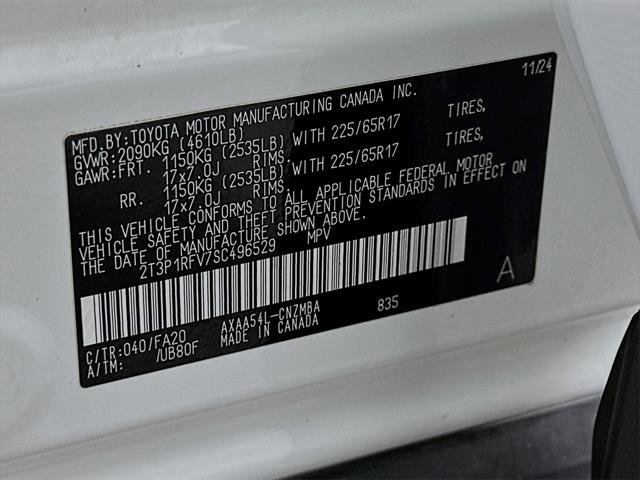 11/24
MFD.BY:TOYOTA MOTOR MANUFACTURING CANADA INC.
GVWR:2090KG (4610LB)
GAWR:FRT. 1150KG (2535LB) WITH 225/65R17 TIRES,
17x7.0J RIMS.
RR. 1150KG (2535LB) WITH 225/65R17 TIRES,
17x7.0J RIMS.
THIS VEHICLE CONFORMS TO ALL APPLICABLE FEDERAL MOTOR
VEHICLE SAFETY AND THEFT PREVENTION STANDARDS IN EFFECT ON
THE DATE OF MANUFACTURE SHOWN ABOVE.
2T3P1RFV7SC496529 MPV
A
C/TR:040/FA20 AXAA54L-CNZMBA 835
A/TM: /UB80F MADE IN CANADA